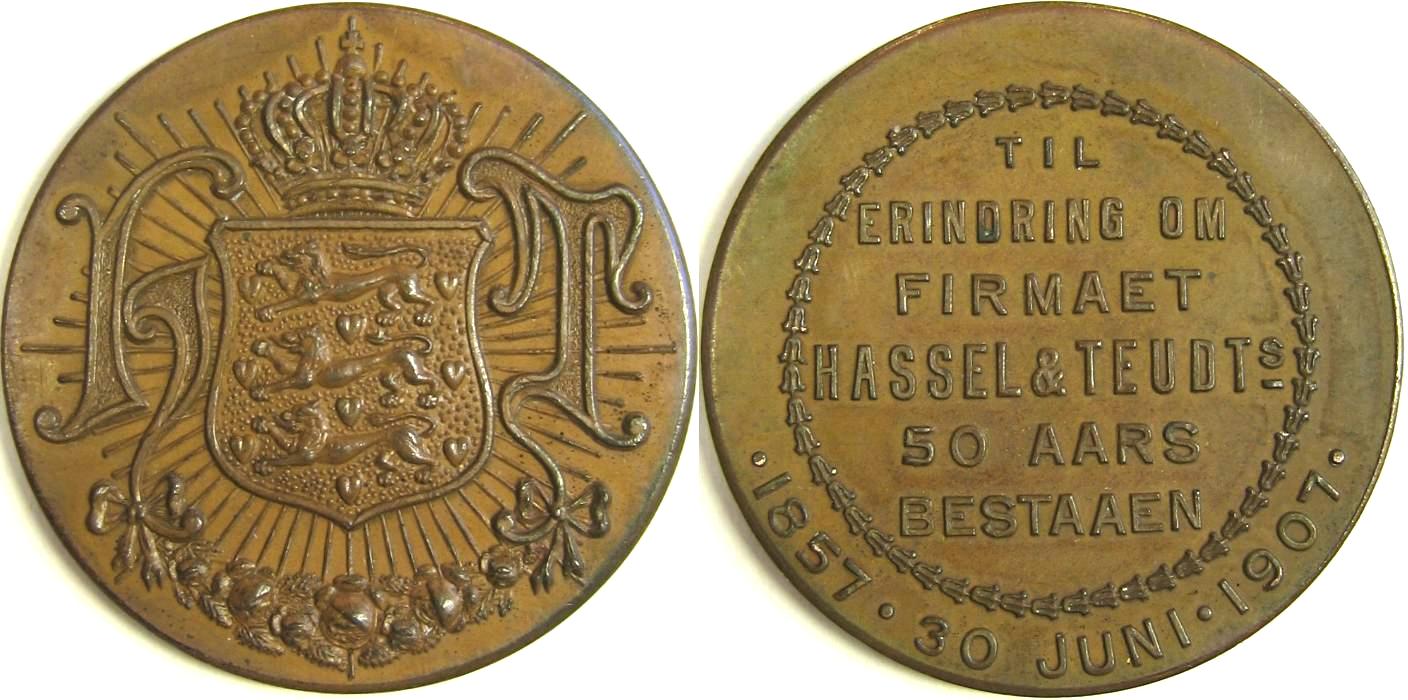 H T
TIL
ERINDRING OM
FIRMAET
HASSEL & TEUDTS
50 AARS
BESTAAEN
· 1857 · 30 JUNI · 1907 ·